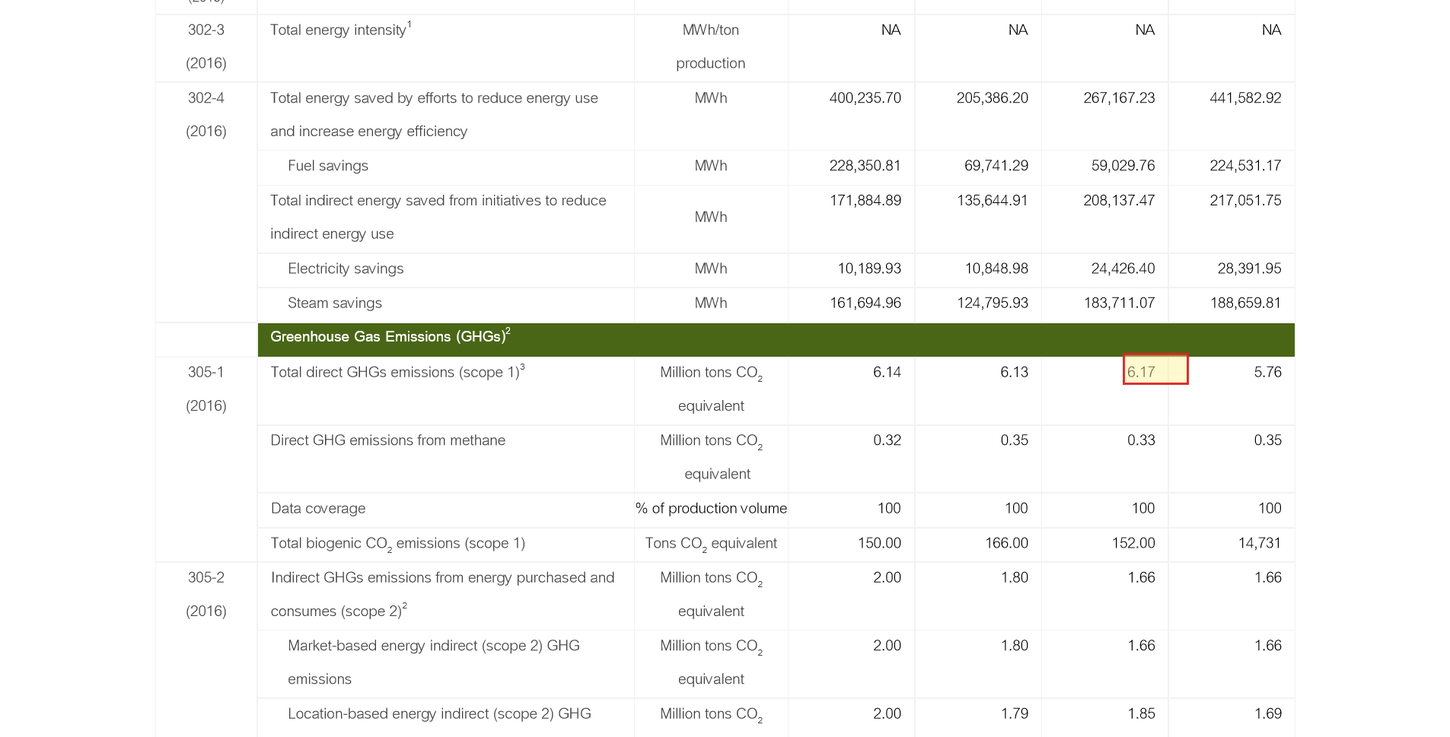 302-3 Total energy intensity1 MWh/ton NA NA NA NA
(2016) production
302-4 Total energy saved by efforts to reduce energy use MWh 400,235.70 205,386.20 267,167.23 441,582.92
(2016) and increase energy efficiency
Fuel savings MWh 228,350.81 69,741.29 59,029.76 224,531.17
Total indirect energy saved from initiatives to reduce 171,884.89 135,644.91 208,137.47 217,051.75
MWh
indirect energy use
Electricity savings MWh 10,189.93 10,848.98 24,426.40 28,391.95
Steam savings MWh 161,694.96 124,795.93 183,711.07 188,659.81
Greenhouse Gas Emissions (GHGs)2
305-1 Total direct GHGs emissions (scope 1)3 Million tons CO2 6.14 6.13 6.17 5.76
(2016) equivalent
Direct GHG emissions from methane Million tons CO2 0.32 0.35 0.33 0.35
equivalent
Data coverage % of production volume 100 100 100 100
Total biogenic CO2 emissions (scope 1) Tons CO2 equivalent 150.00 166.00 152.00 14,731
305-2 Indirect GHGs emissions from energy purchased and Million tons CO2 2.00 1.80 1.66 1.66
(2016) consumes (scope 2)2 equivalent
Market-based energy indirect (scope 2) GHG Million tons CO2 2.00 1.80 1.66 1.66
emissions equivalent
Location-based energy indirect (scope 2) GHG Million tons CO2 2.00 1.79 1.85 1.69